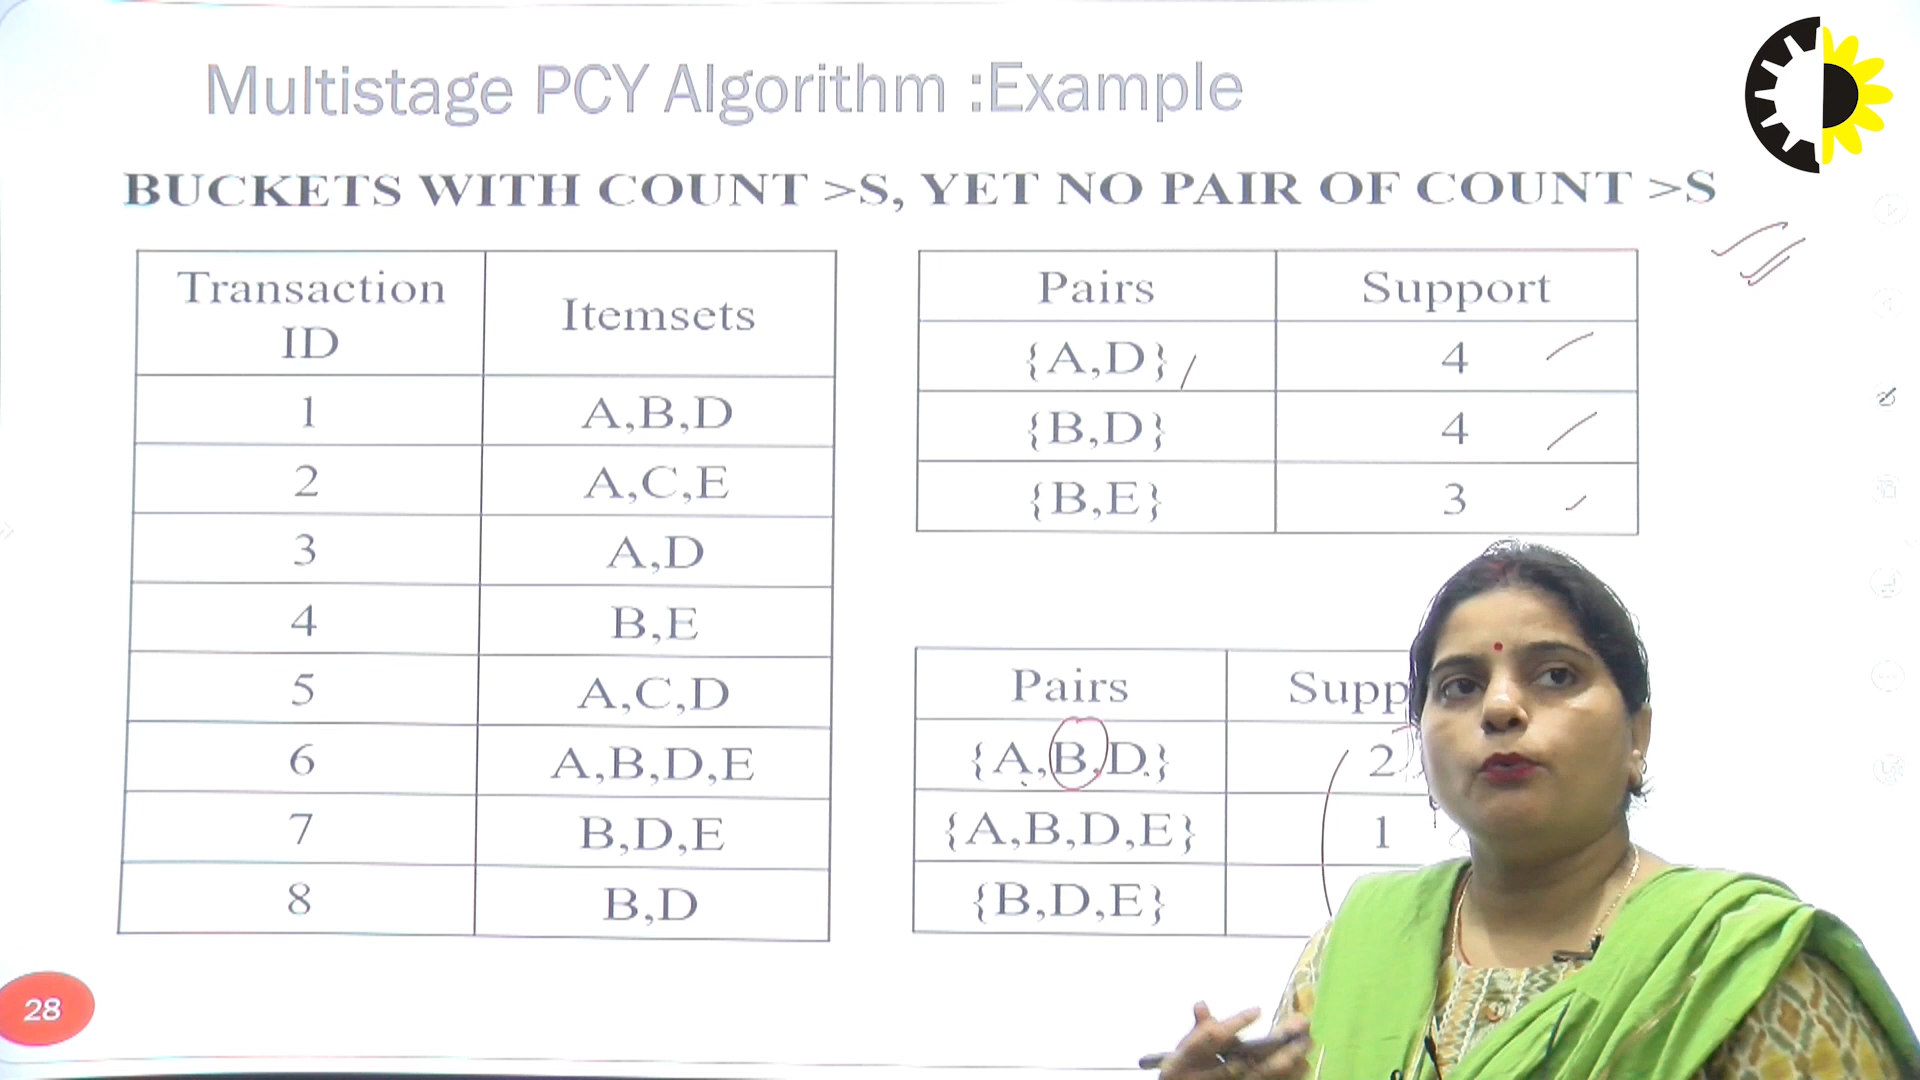 Multistage PCY Algorithm :Example
BUCKETS WITH COUNT >S, YET NO PAIR OF COUNT >S
Transaction ID Itemsets
1 A,B,D
2 A,C,E
3 A,D
4 B,E
5 A,C,D
6 A,B,D,E
7 B,D,E
8 B,D
Pairs Support
{A,D} 4
{B,D} 4
{B,E} 3
Pairs Supp
{A,B,D} 2
{A,B,D,E} 1
{B,D,E}
28